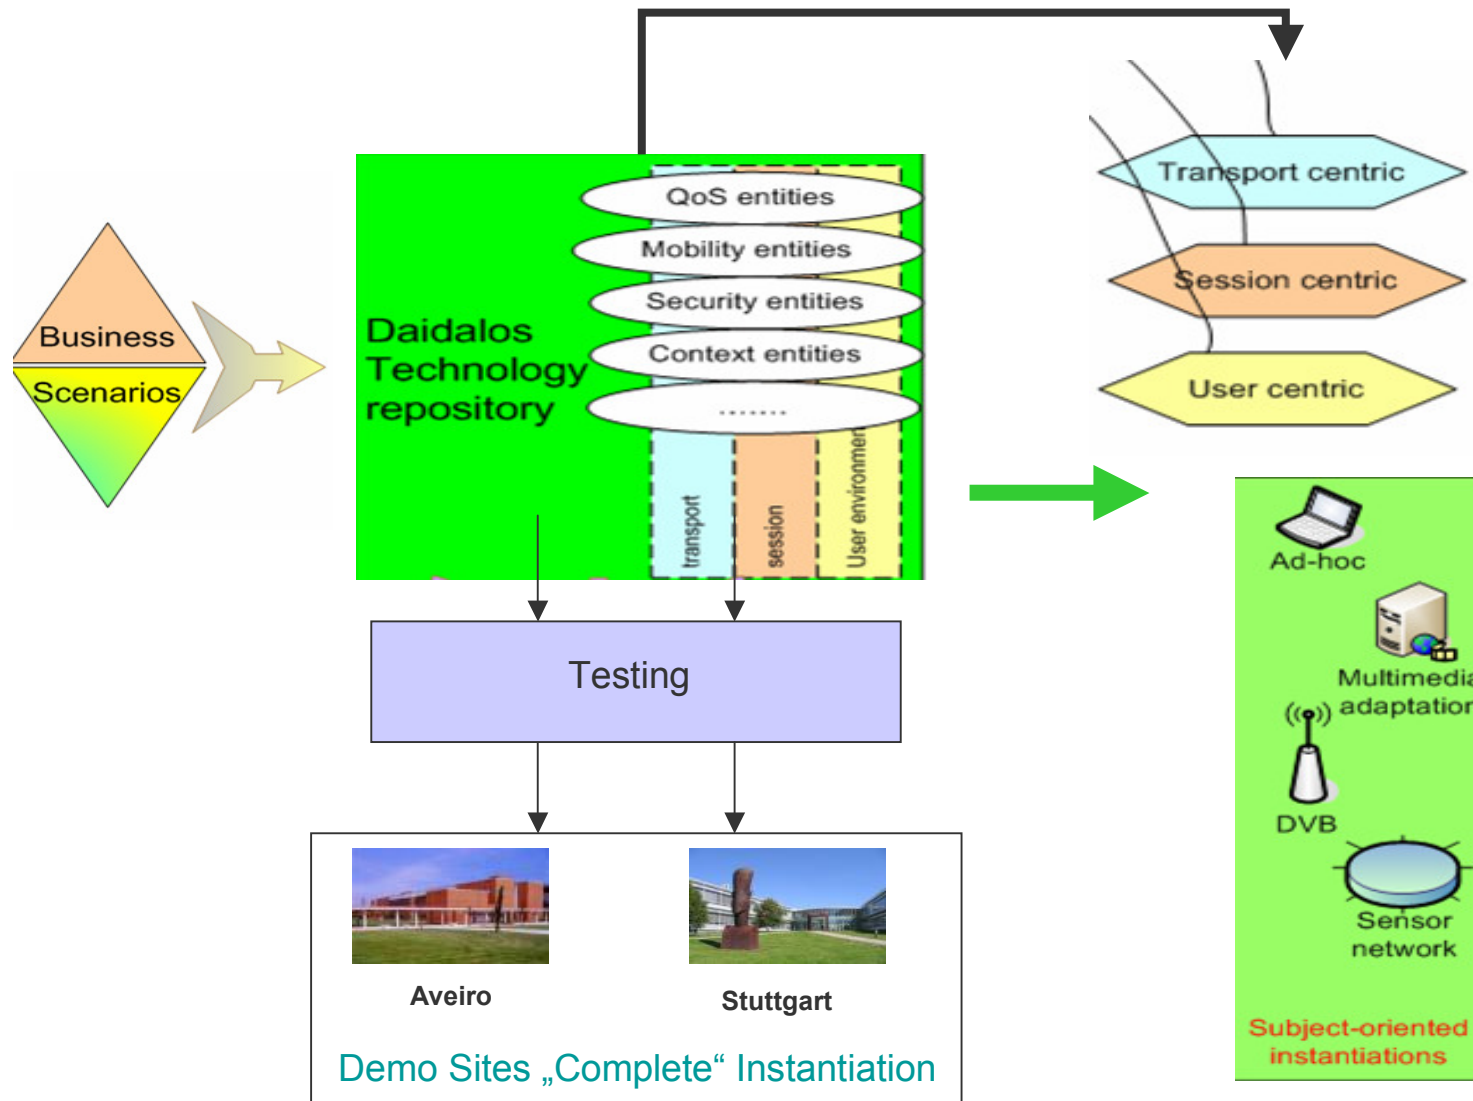 Business
Scenarios
Daidalos
Technology
repository
QoS entities
Mobility entities
Security entities
Context entities
.......
transport
session
User environmen
Transport centric
Session centric
User centric
Testing
Aveiro
Stuttgart
Demo Sites „Complete“ Instantiation
Ad-hoc
Multimedia
adaptation
DVB
Sensor
network
Subject-oriented
instantiations